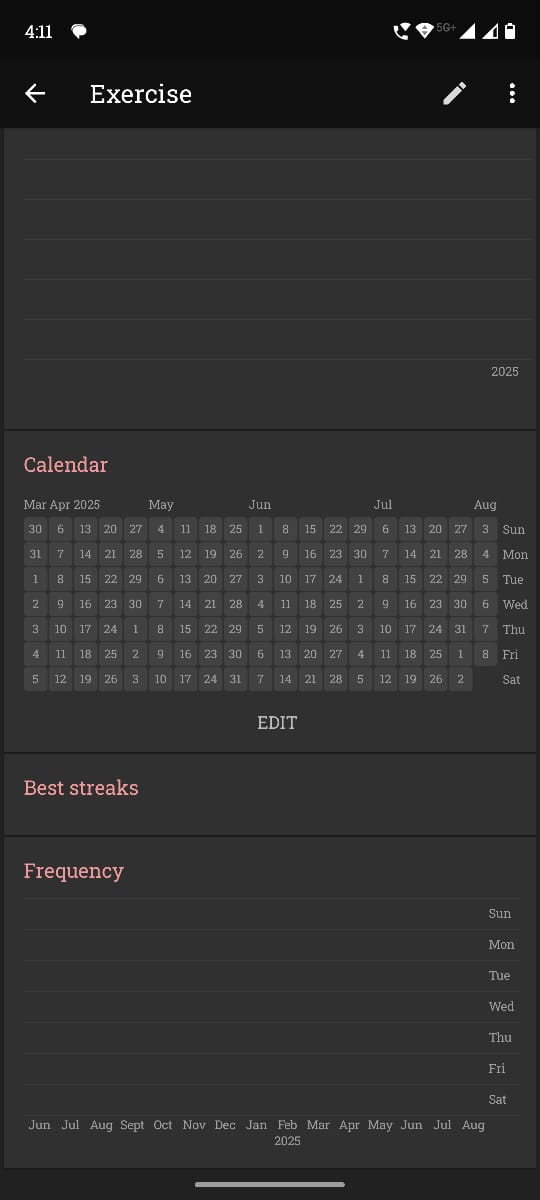 4:11 5G+
Exercise
2025
Calendar
Mar Apr 2025 May Jun Jul Aug
30 6 13 20 27 4 11 18 25 1 8 15 22 29 6 13 20 27 3 Sun
31 7 14 21 28 5 12 19 26 2 9 16 23 30 7 14 21 28 4 Mon
1 8 15 22 29 6 13 20 27 3 10 17 24 1 8 15 22 29 5 Tue
2 9 16 23 30 7 14 21 28 4 11 18 25 2 9 16 23 30 6 Wed
3 10 17 24 1 8 15 22 29 5 12 19 26 3 10 17 24 31 7 Thu
4 11 18 25 2 9 16 23 30 6 13 20 27 4 11 18 25 1 8 Fri
5 12 19 26 3 10 17 24 31 7 14 21 28 5 12 19 26 2 Sat
EDIT
Best streaks
Frequency
Sun
Mon
Tue
Wed
Thu
Fri
Sat
Jun Jul Aug Sept Oct Nov Dec Jan Feb Mar Apr May Jun Jul Aug
2025